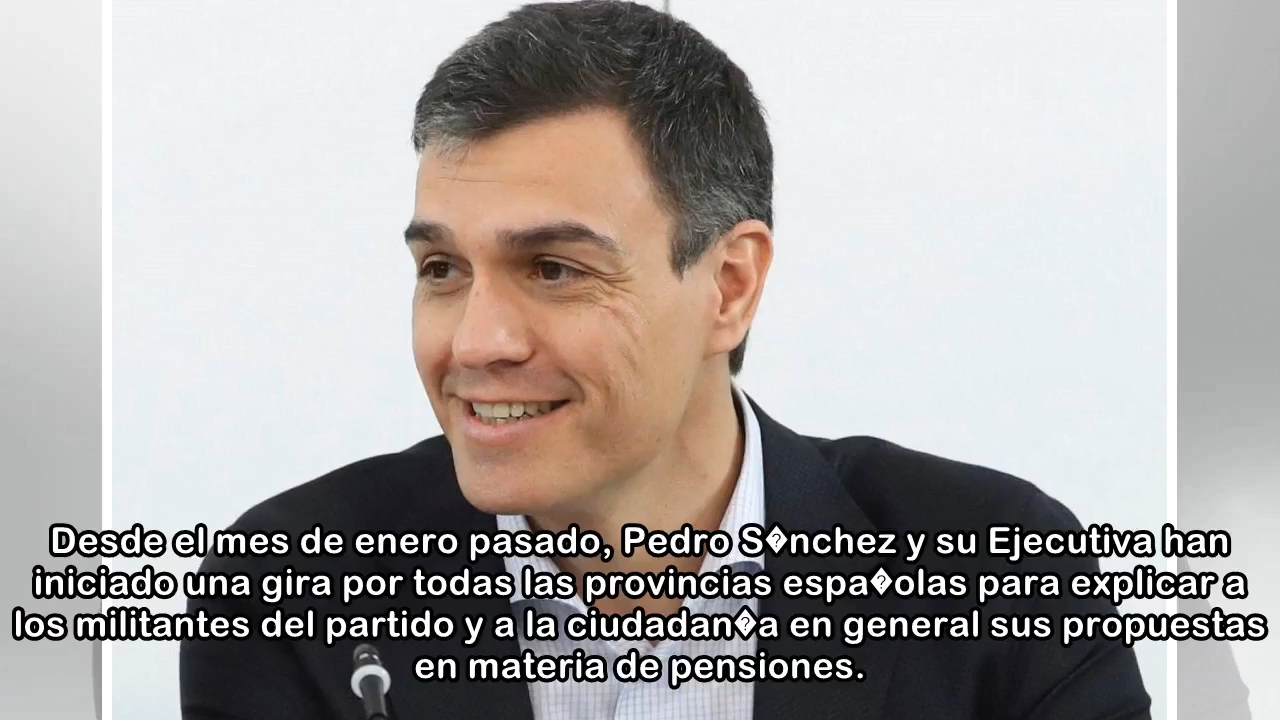 Desde el mes de enero pasado, Pedro S�nchez y su Ejecutiva han
iniciado una gira por todas las provincias espa�olas para explicar a
los militantes del partido y a la ciudadan�a en general sus propuestas
en materia de pensiones.